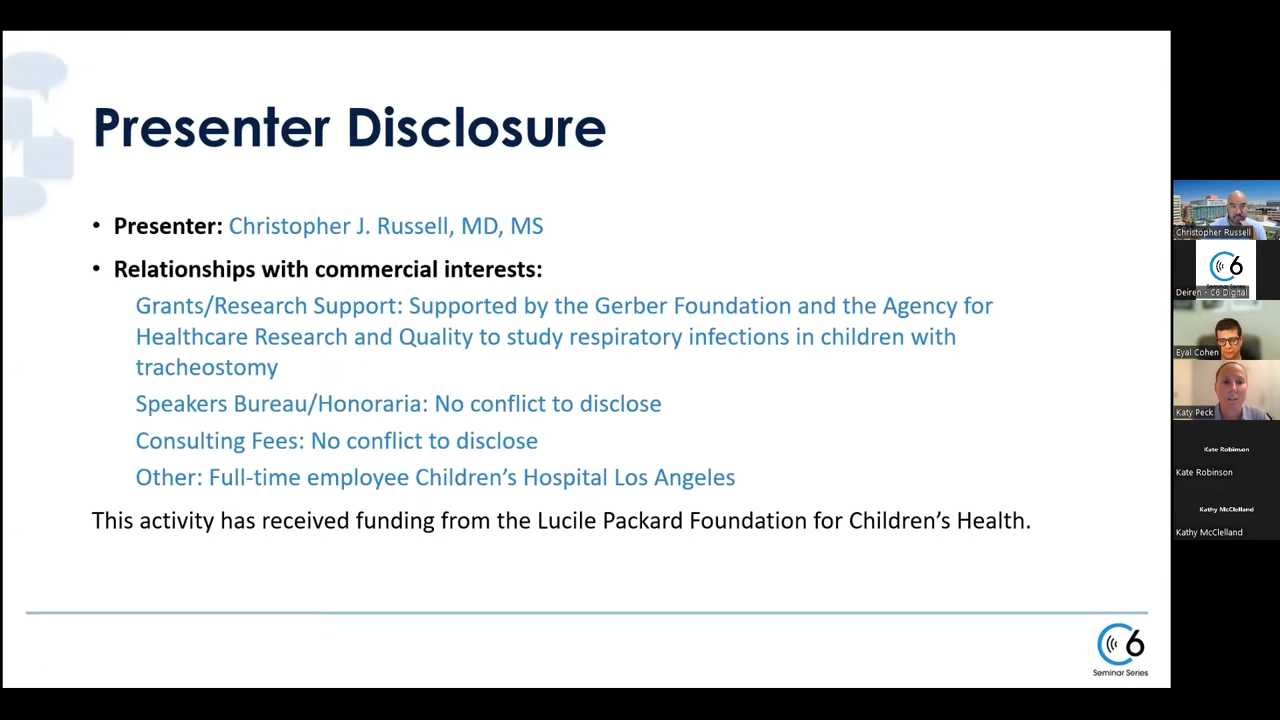 Presenter Disclosure
• Presenter: Christopher J. Russell, MD, MS
• Relationships with commercial interests:
Grants/Research Support: Supported by the Gerber Foundation and the Agency for
Healthcare Research and Quality to study respiratory infections in children with
tracheostomy
Speakers Bureau/Honoraria: No conflict to disclose
Consulting Fees: No conflict to disclose
Other: Full-time employee Children's Hospital Los Angeles
This activity has received funding from the Lucile Packard Foundation for Children's Health.
C6
Seminar Series
Christopher Russell
C6
Deiren - C6 Digital
Eyal Cohen
Katy Peck
Kate Robinson
Kate Robinson
Kathy McClelland
Kathy McClelland